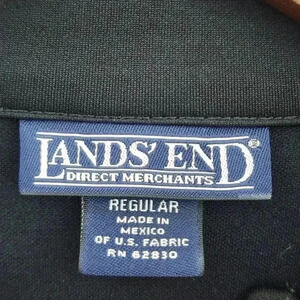 LANDS' END®
DIRECT MERCHANTS
REGULAR
MADE IN
MEXICO
OF U.S. FABRIC
RN 62830